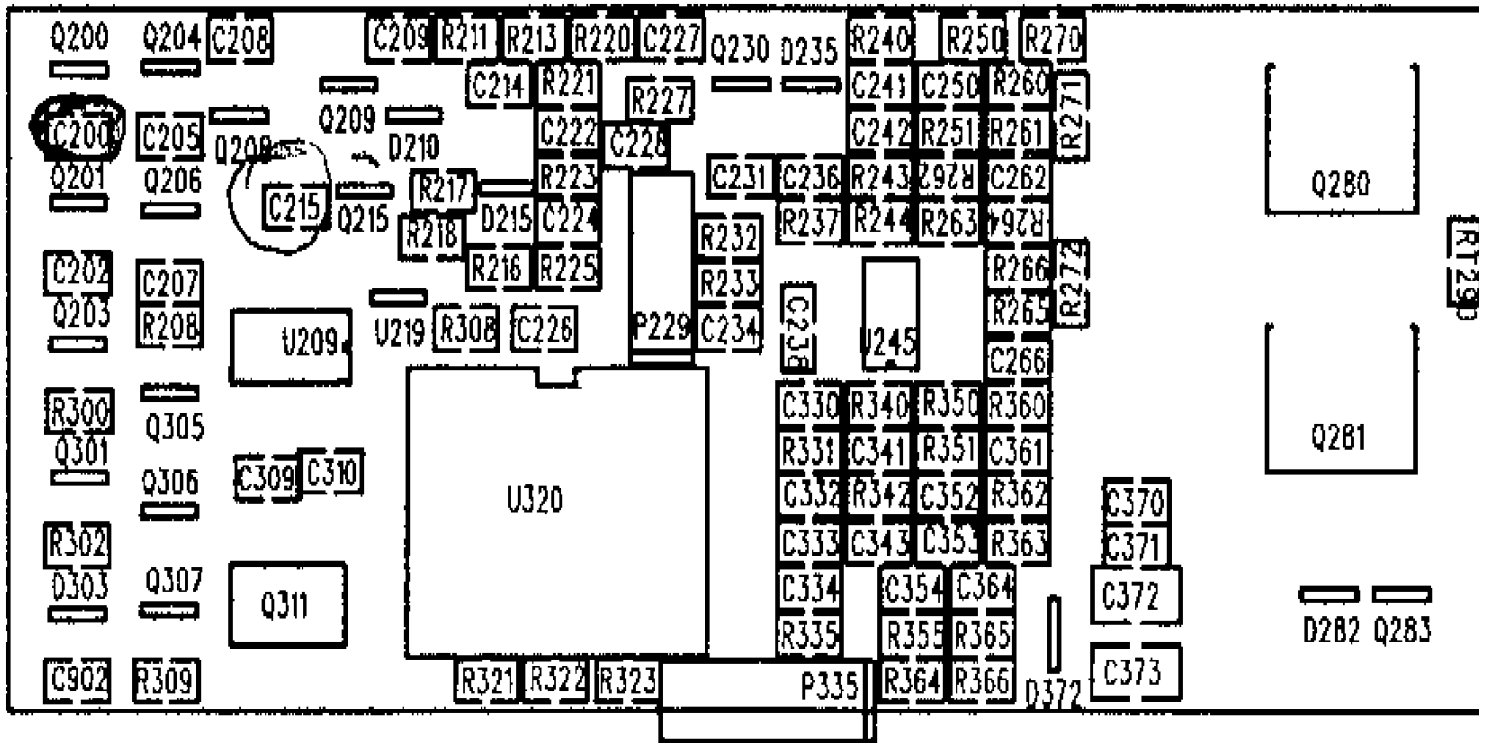 Q200 Q204 C208 C209 R211 R213 R220 C227 Q230 D235 R240 R250 R270
C214 R221 R227 C241 C250 R260 R271
C200 C205 Q208 Q209 D210 C222 C228 C242 R251 R261
Q201 Q206 C215 Q215 R217 D215 R223 C231 C236 R243 R262 C262 Q280
R218 C224 R232 R237 R244 R263 R264
C202 C207 R216 R225 R233 R266 R272 RT290
Q203 R208 U209 U219 R308 C226 P229 C234 C238 U245 R265
C266
R300 Q305 C330 R340 R350 R360
Q301 C309 C310 R331 C341 R351 C361 Q281
Q306 U320 C332 R342 C352 R362 C370
R302 C333 C343 C353 R363 C371
D303 Q307 Q311 C334 C354 C364 C372
R335 R355 R365 D282 Q283
C902 R309 R321 R322 R323 P335 R364 R366 D372 C373